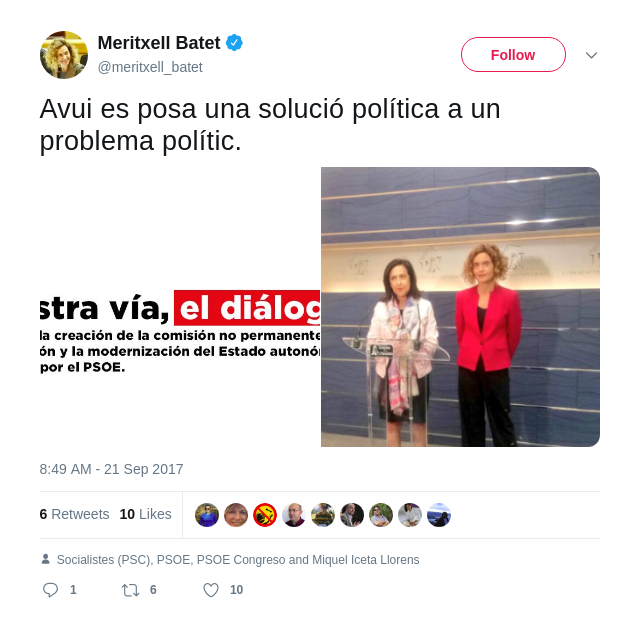 Meritxell Batet
@meritxell_batet
Follow
Avui es posa una solució política a un
problema polític.
stra vía, el diálog
la creación de la comisión no permanente
ón y la modernización del Estado autonó
por el PSOE.
8:49 AM - 21 Sep 2017
6 Retweets 10 Likes
Socialistes (PSC), PSOE, PSOE Congreso and Miquel Iceta Llorens
1 6 10